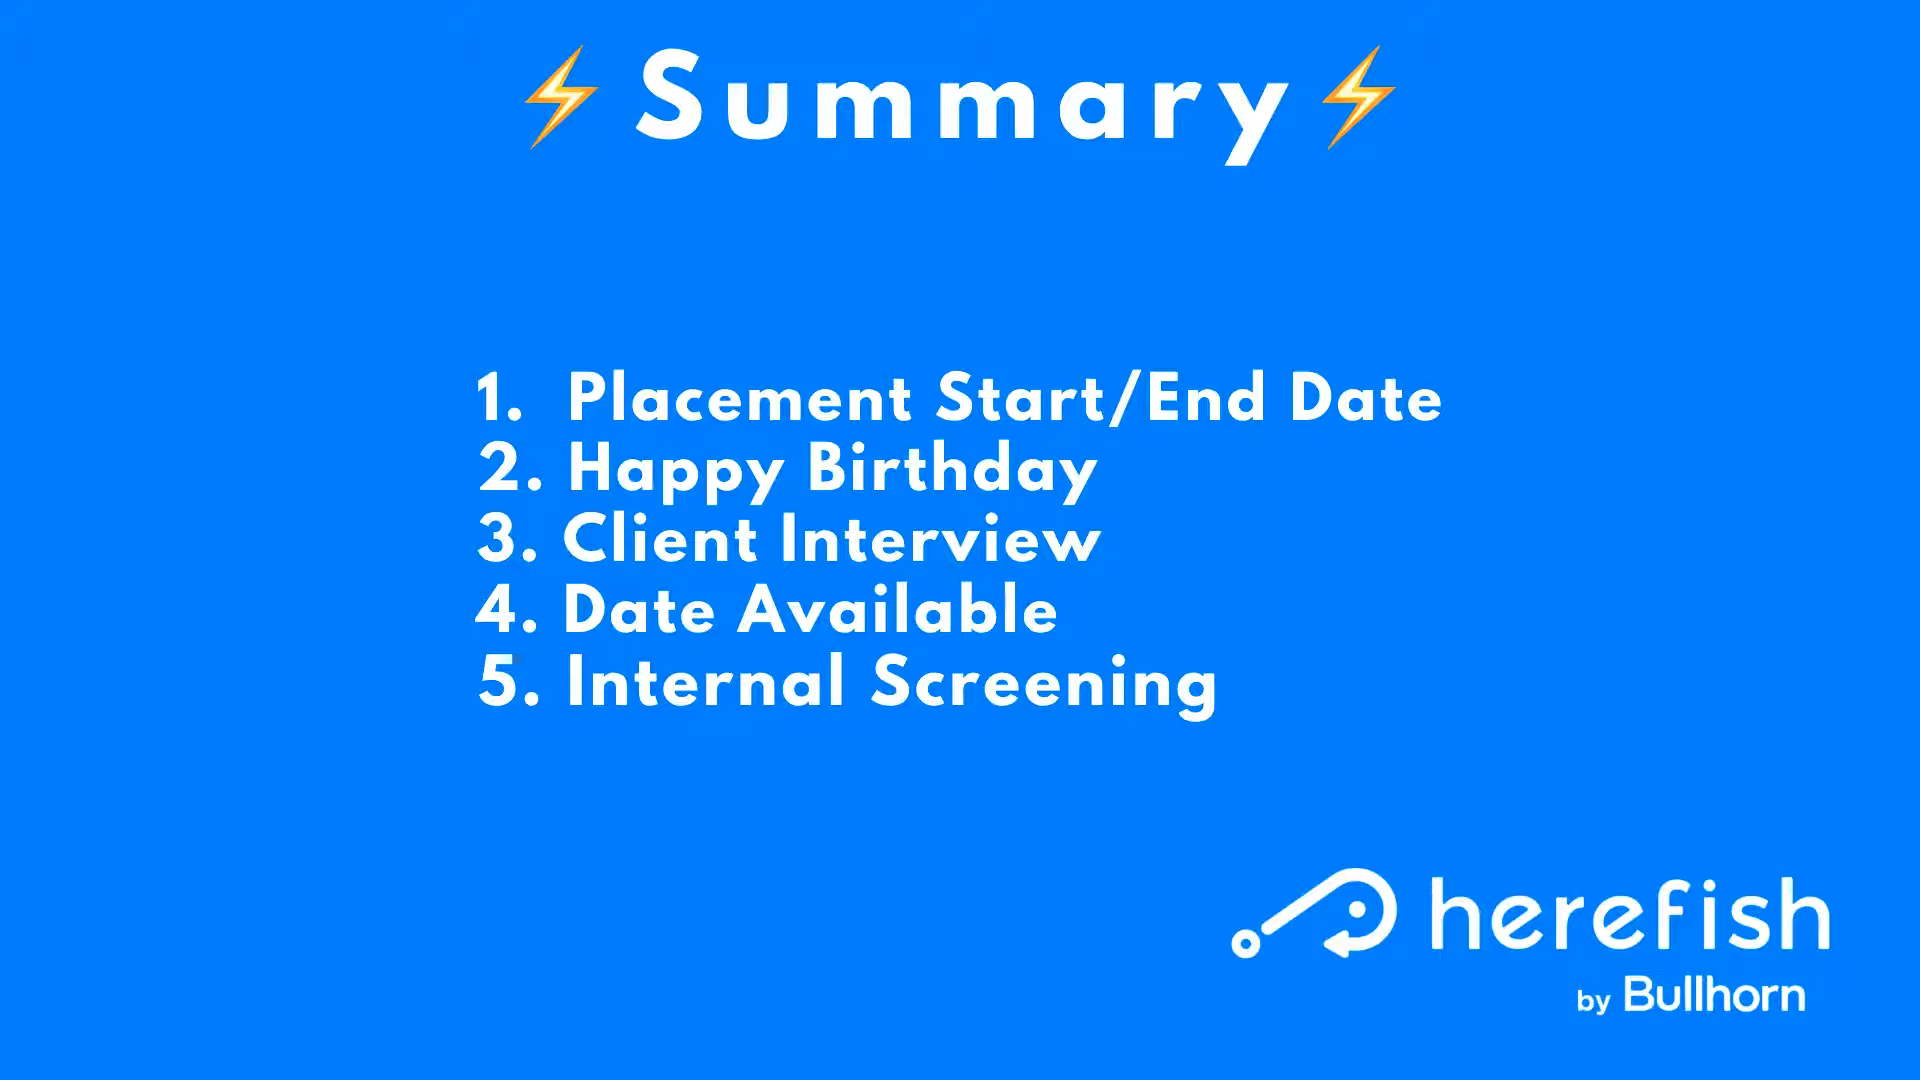 ⚡Summary⚡
1. Placement Start/End Date
2. Happy Birthday
3. Client Interview
4. Date Available
5. Internal Screening
herefish
by Bullhorn